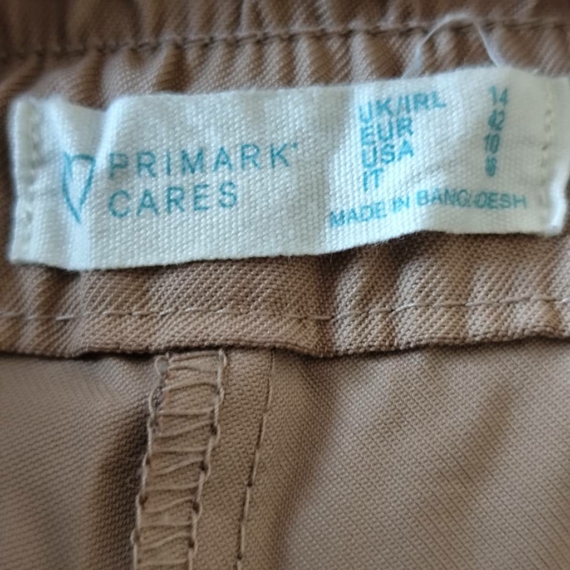 PRIMARK
CARES
UK/IRL 14
EUR 42
USA 10
IT
MADE IN BANGLADESH